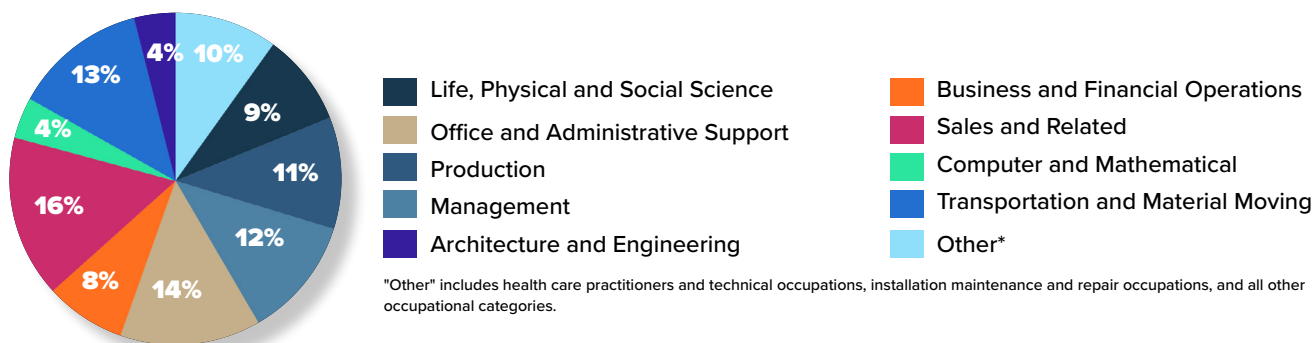 4%
10%
13%
9%
4%
11%
16%
12%
8%
14%
Life, Physical and Social Science
Office and Administrative Support
Production
Management
Architecture and Engineering
Business and Financial Operations
Sales and Related
Computer and Mathematical
Transportation and Material Moving
Other*
"Other" includes health care practitioners and technical occupations, installation maintenance and repair occupations, and all other
occupational categories.